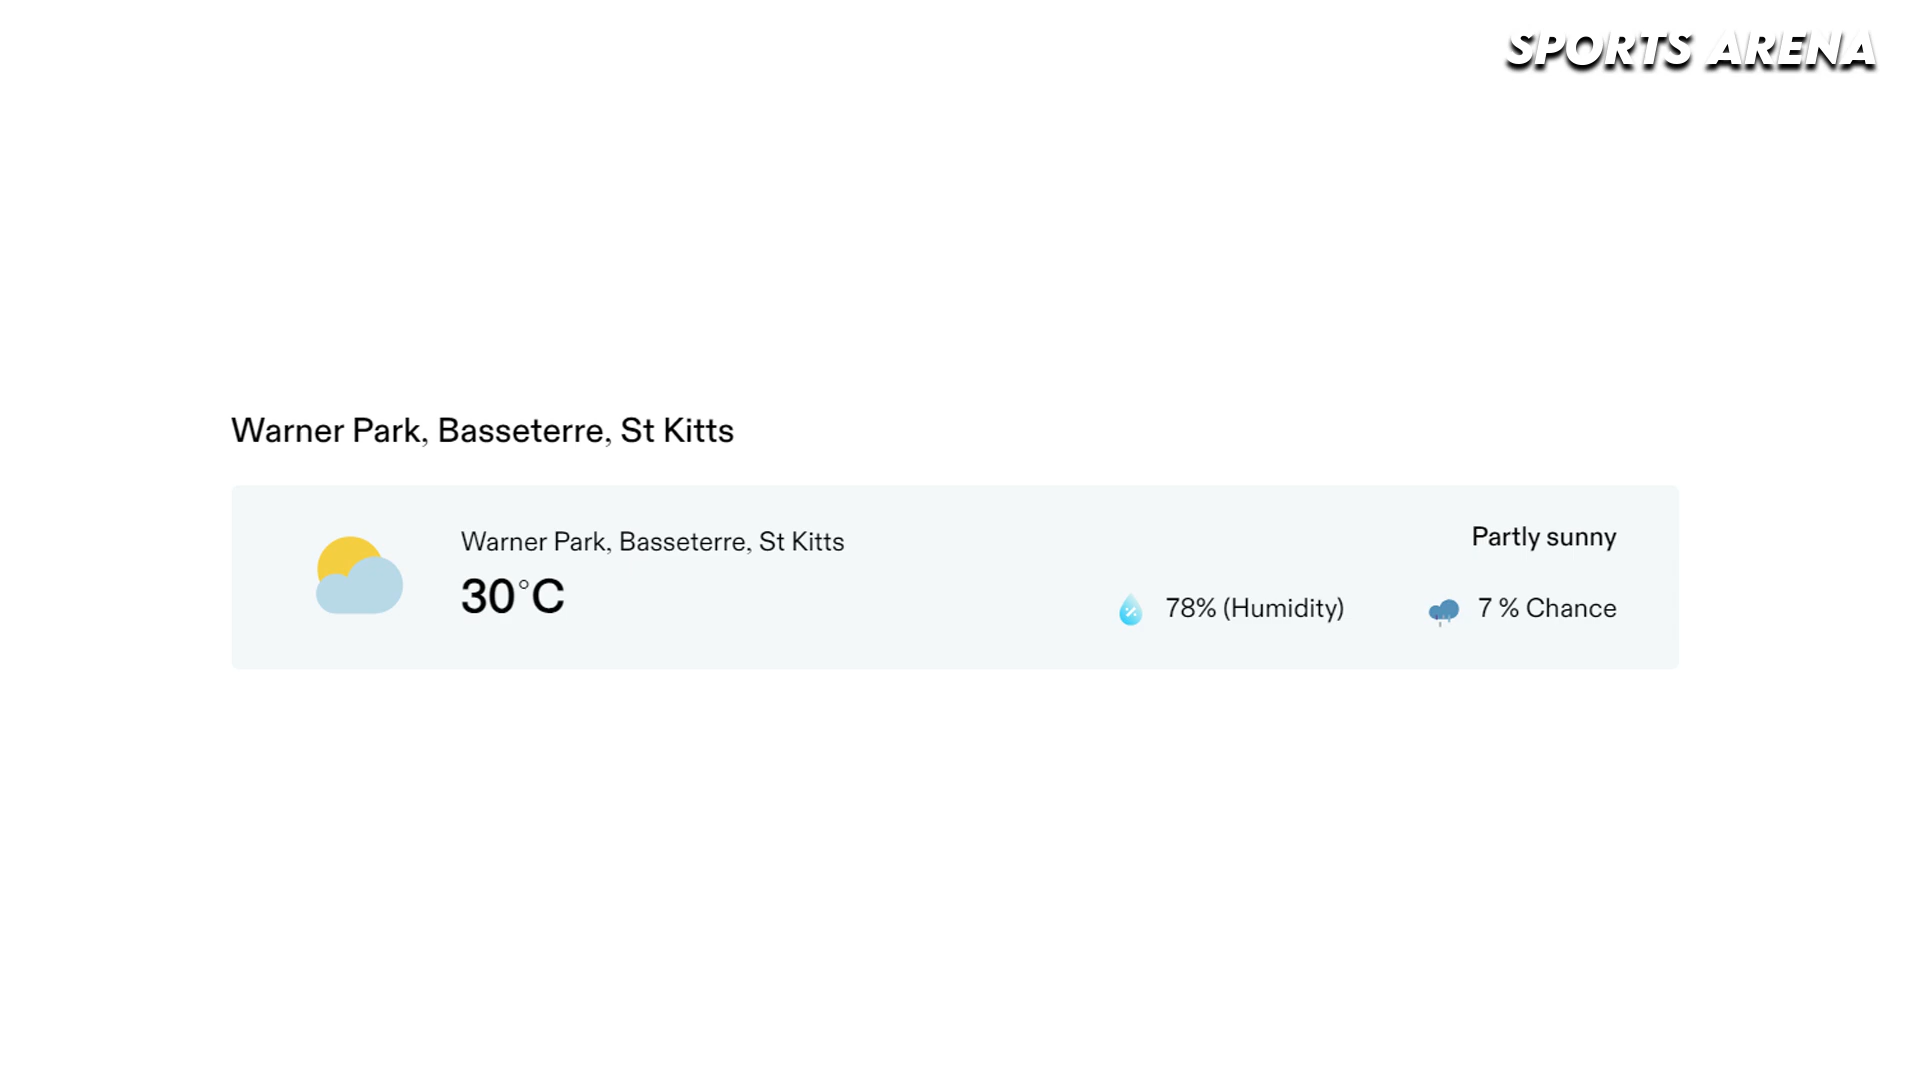 SPORTS ARENA
Warner Park, Basseterre, St Kitts
Warner Park, Basseterre, St Kitts
30°C
Partly sunny
78% (Humidity)
7 % Chance